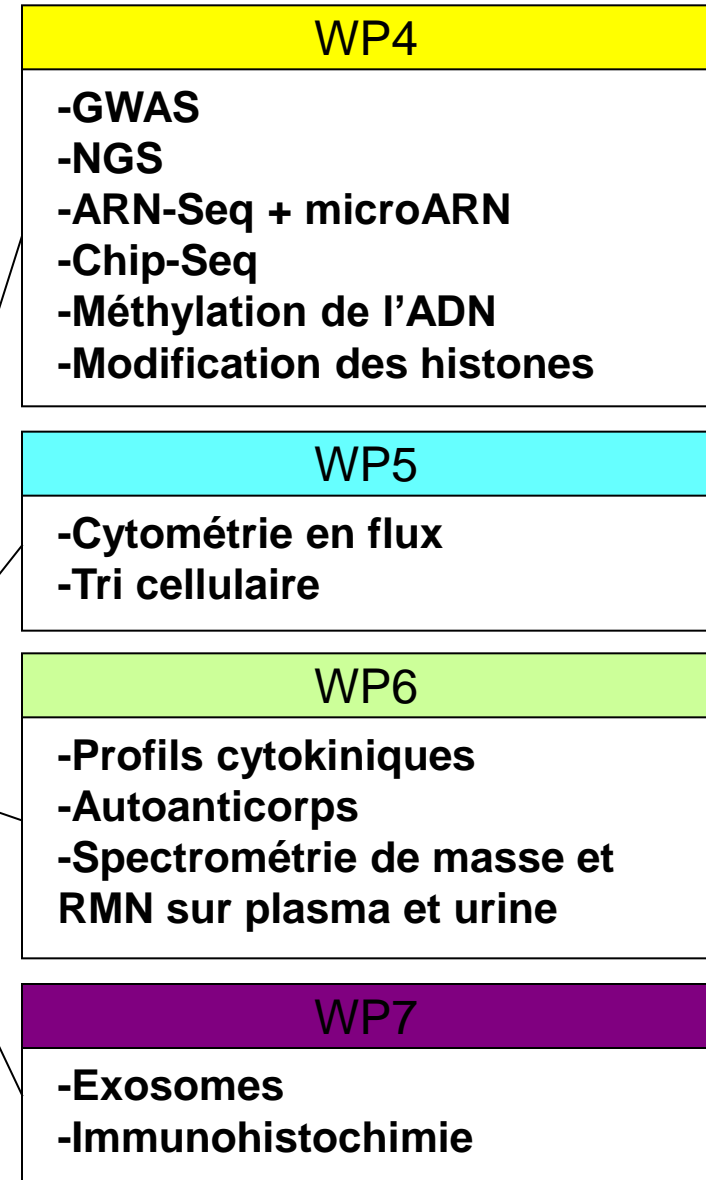 WP4
-GWAS
-NGS
-ARN-Seq + microARN
-Chip-Seq
-Méthylation de l’ADN
-Modification des histones
WP5
-Cytométrie en flux
-Tri cellulaire
WP6
-Profils cytokiniques
-Autoanticorps
-Spectrométrie de masse et
RMN sur plasma et urine
WP7
-Exosomes
-Immunohistochimie